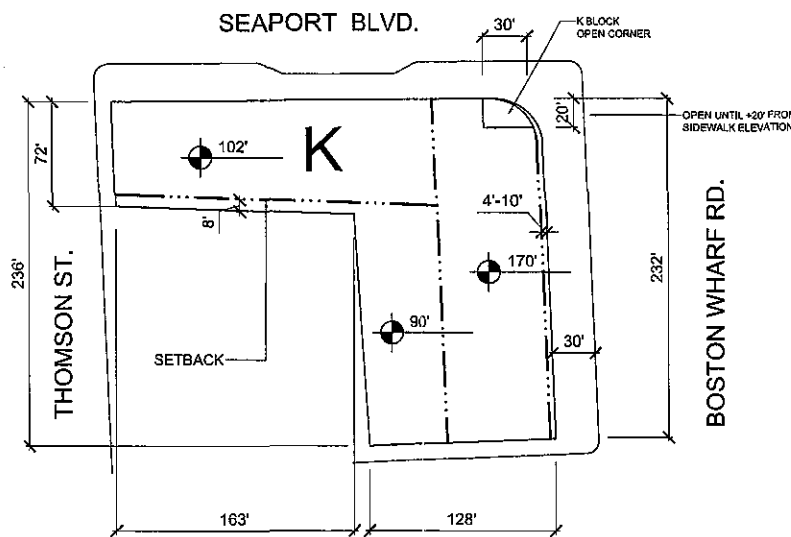 SEAPORT BLVD.
30'
K BLOCK
OPEN CORNER
20'
OPEN UNTIL +20' FROM
SIDEWALK ELEVATION
72'
102'
K
4'-10"
8'
236'
THOMSON ST.
170'
232'
BOSTON WHARF RD.
90'
SETBACK
30'
163'
128'